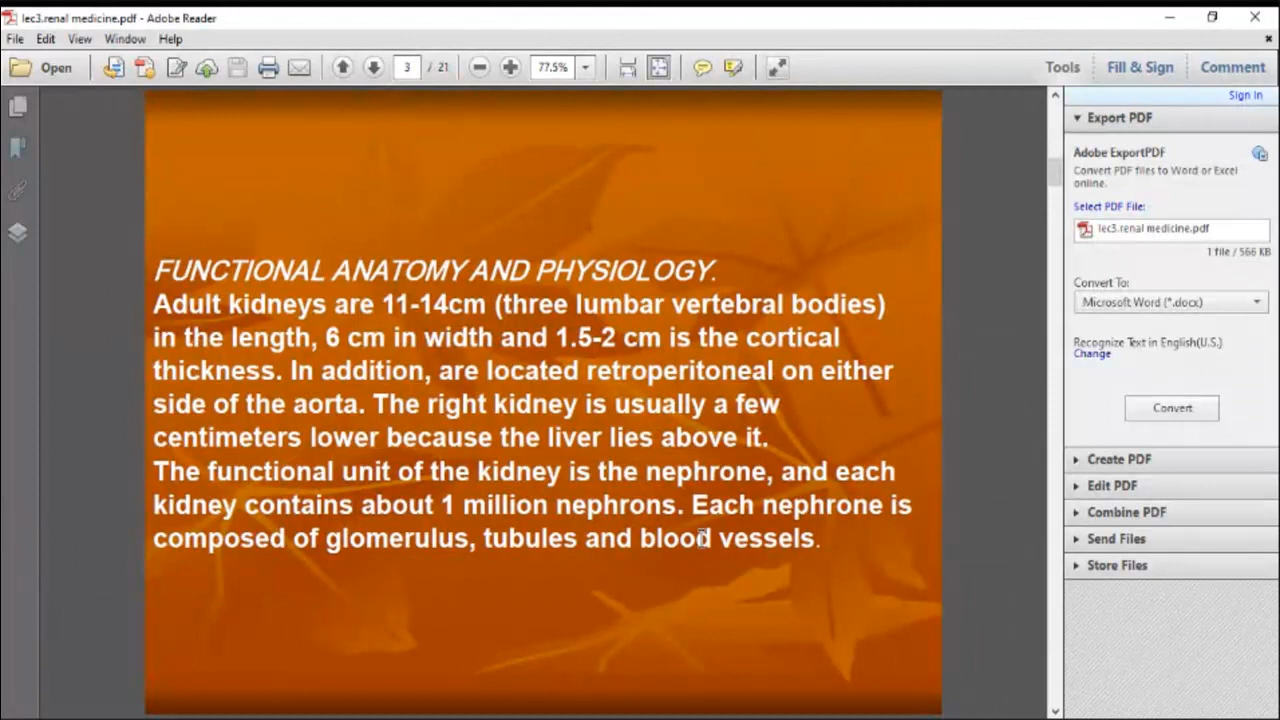 lec3.renal medicine.pdf - Adobe Reader
File Edit View Window Help
Open 3 / 21 77.5% Tools Fill & Sign Comment
Sign In
Export PDF
Adobe ExportPDF
Convert PDF files to Word or Excel
online.
Select PDF File:
lec3.renal medicine.pdf
1 file / 566 KB
Convert To:
Microsoft Word (*.docx)
Recognize Text in English(U.S.)
Change
Convert
Create PDF
Edit PDF
Combine PDF
Send Files
Store Files
FUNCTIONAL ANATOMY AND PHYSIOLOGY.
Adult kidneys are 11-14cm (three lumbar vertebral bodies)
in the length, 6 cm in width and 1.5-2 cm is the cortical
thickness. In addition, are located retroperitoneal on either
side of the aorta. The right kidney is usually a few
centimeters lower because the liver lies above it.
The functional unit of the kidney is the nephrone, and each
kidney contains about 1 million nephrons. Each nephrone is
composed of glomerulus, tubules and blood vessels.